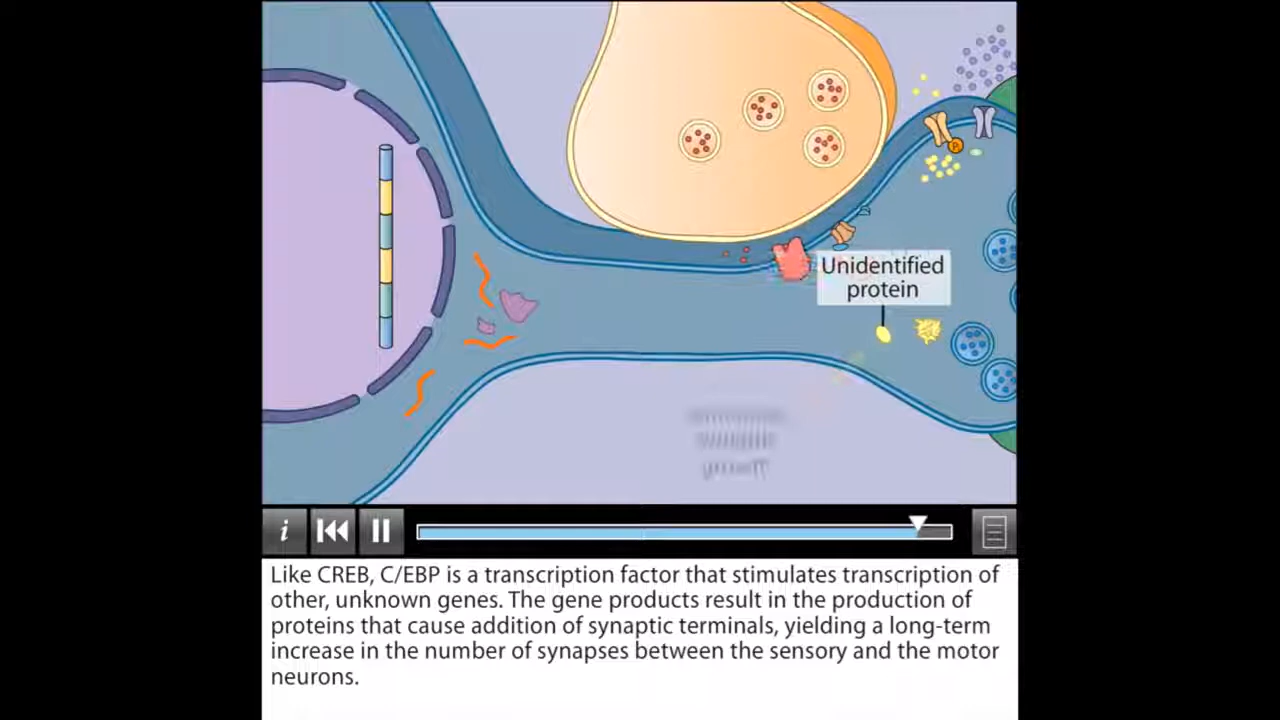 P
Unidentified
protein
i
Like CREB, C/EBP is a transcription factor that stimulates transcription of
other, unknown genes. The gene products result in the production of
proteins that cause addition of synaptic terminals, yielding a long-term
increase in the number of synapses between the sensory and the motor
neurons.